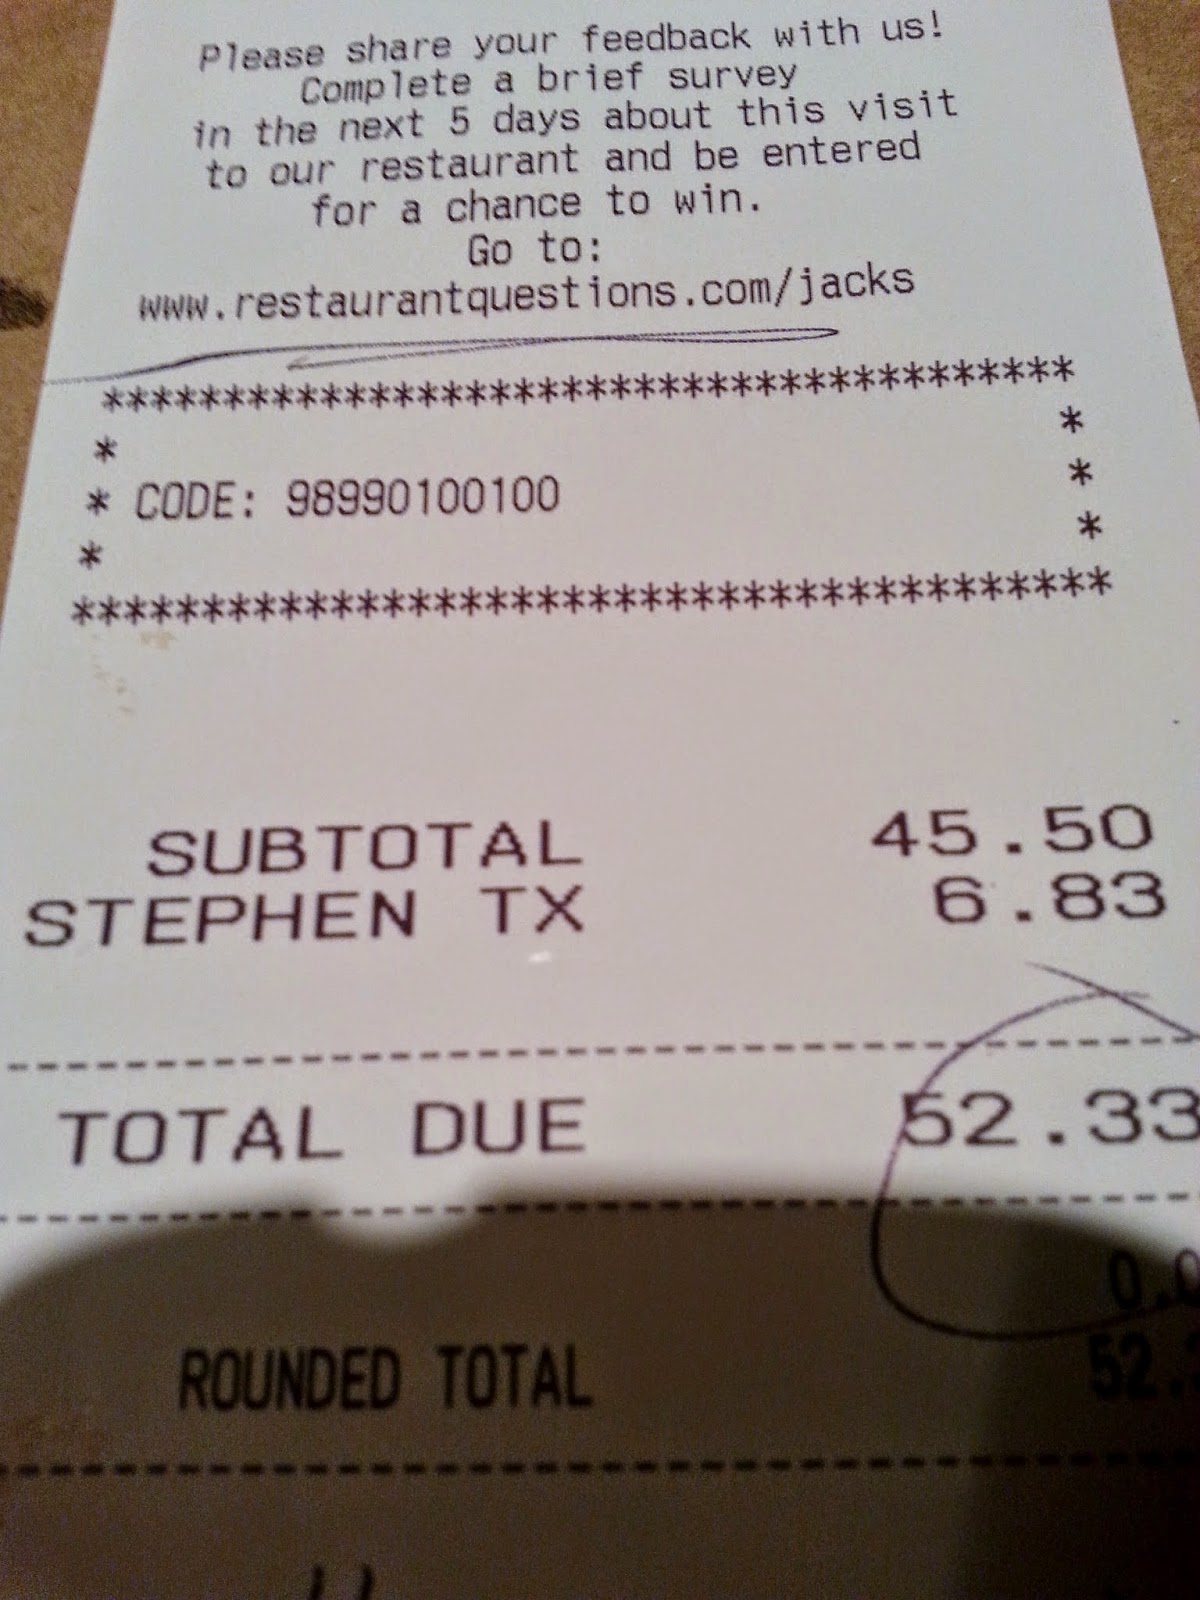 Please share your feedback with us!
Complete a brief survey
in the next 5 days about this visit
to our restaurant and be entered
for a chance to win.
Go to:
www.restaurantquestions.com/jacks
****************************************
* *
* CODE: 98990100100 *
* *
****************************************
SUBTOTAL 45.50
STEPHEN TX 6.83
TOTAL DUE 52.33
ROUNDED TOTAL